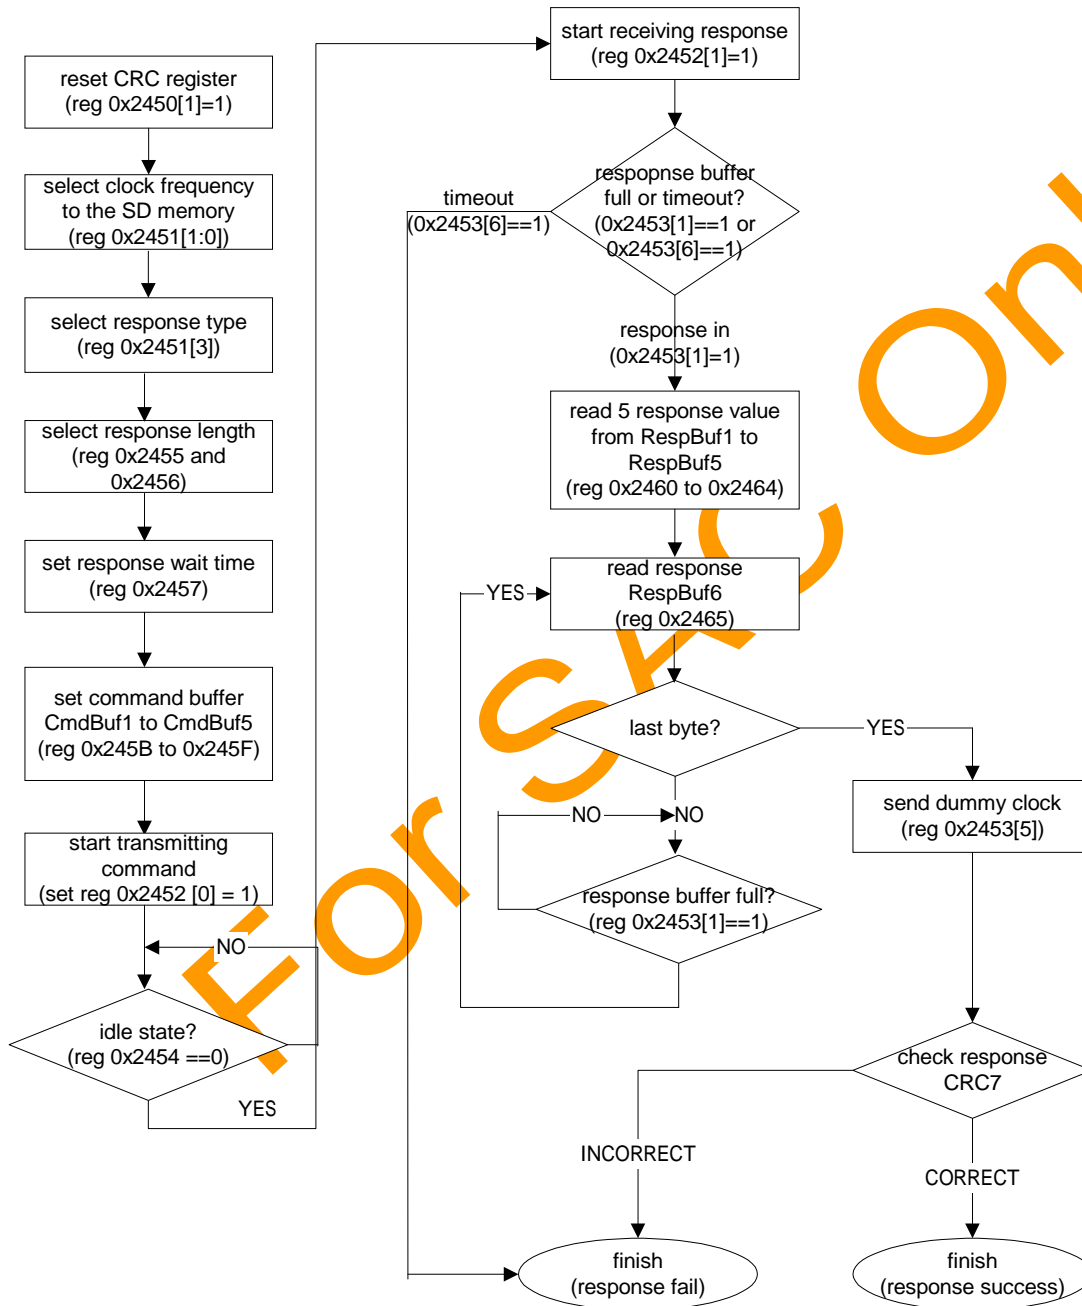 reset CRC register
(reg 0x2450[1]=1)
select clock frequency
to the SD memory
(reg 0x2451[1:0])
select response type
(reg 0x2451[3])
select response length
(reg 0x2455 and
0x2456)
set response wait time
(reg 0x2457)
set command buffer
CmdBuf1 to CmdBuf5
(reg 0x245B to 0x245F)
start transmitting
command
(set reg 0x2452 [0] = 1)
NO
idle state?
(reg 0x2454 ==0)
YES
start receiving response
(reg 0x2452[1]=1)
respopnse buffer
full or timeout?
(0x2453[1]==1 or
0x2453[6]==1)
timeout
(0x2453[6]==1)
response in
(0x2453[1]=1)
read 5 response value
from RespBuf1 to
RespBuf5
(reg 0x2460 to 0x2464)
read response
RespBuf6
(reg 0x2465)
YES
last byte?
YES
NO
NO
response buffer full?
(reg 0x2453[1]==1)
send dummy clock
(reg 0x2453[5])
check response
CRC7
INCORRECT
CORRECT
finish
(response fail)
finish
(response success)
For SAC Onl